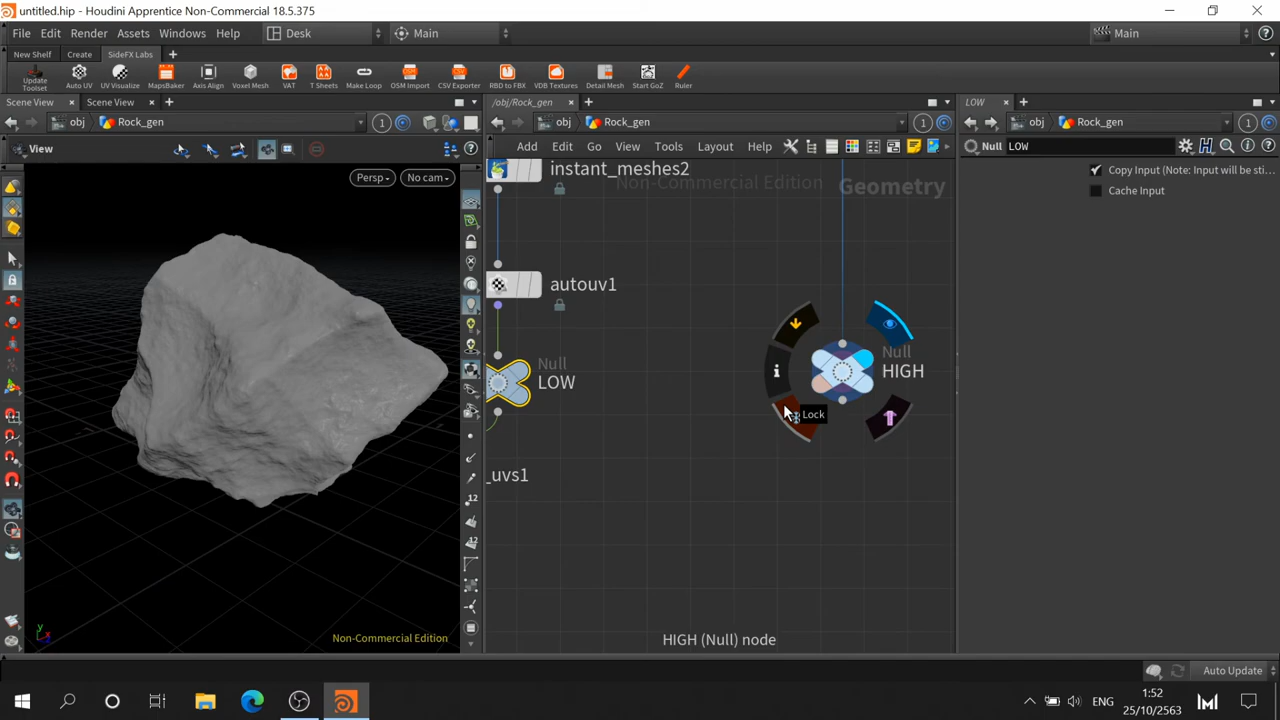 untitled.hip - Houdini Apprentice Non-Commercial 18.5.375
File Edit Render Assets Windows Help Desk Main Main
New Shelf Create SideFX Labs
Update Toolset Auto UV UV Visualize MapsBaker Axis Align Voxel Mesh VAT T Sheets Make Loop OSM Import CSV Exporter RBD to FBX VDB Textures Detail Mesh Start GoZ Ruler
Scene View Scene View /obj/Rock_gen LOW
obj Rock_gen 1 obj Rock_gen 1 obj Rock_gen 1
View Add Edit Go View Tools Layout Help Null LOW
Persp No cam
instant_meshes2
Non-Commercial Edition
Geometry
Copy Input (Note: Input will be sti...
Cache Input
autouv1
Null
LOW
Null
HIGH
Lock
_uvs1
12
12
y
x
z
Non-Commercial Edition
HIGH (Null) node
Auto Update
ENG
1:52
25/10/2563